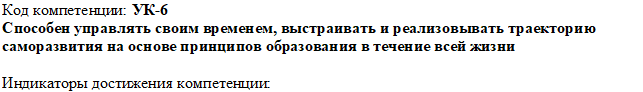 Код компетенции: УК-6
Способен управлять своим временем, выстраивать и реализовывать траекторию
саморазвития на основе принципов образования в течение всей жизни
Индикаторы достижения компетенции: